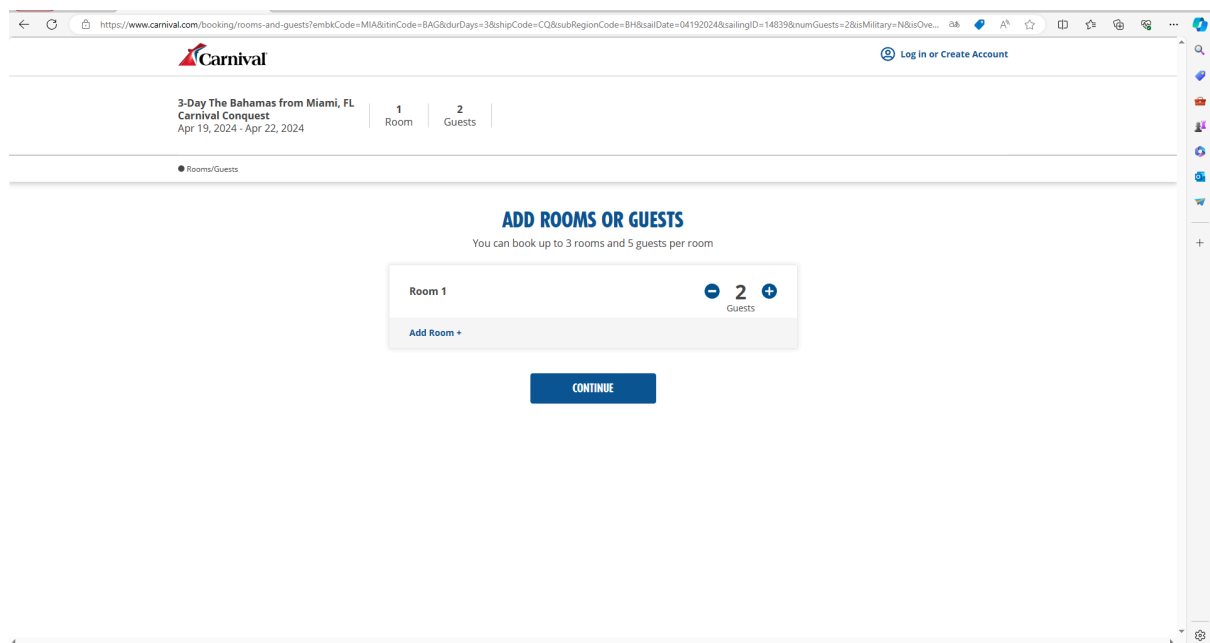 https://www.carnival.com/booking/rooms-and-guests?embkCode=MIA&itinCode=BAG&durDays=3&shipCode=CQ&subRegionCode=BH&sailDate=04192024&sailingID=14839&numGuests=2&isMilitary=N&isOve...
Carnival
Log in or Create Account
3-Day The Bahamas from Miami, FL
Carnival Conquest
Apr 19, 2024 - Apr 22, 2024
1
Room
2
Guests
Rooms/Guests
ADD ROOMS OR GUESTS
You can book up to 3 rooms and 5 guests per room
Room 1
2
Guests
Add Room +
CONTINUE